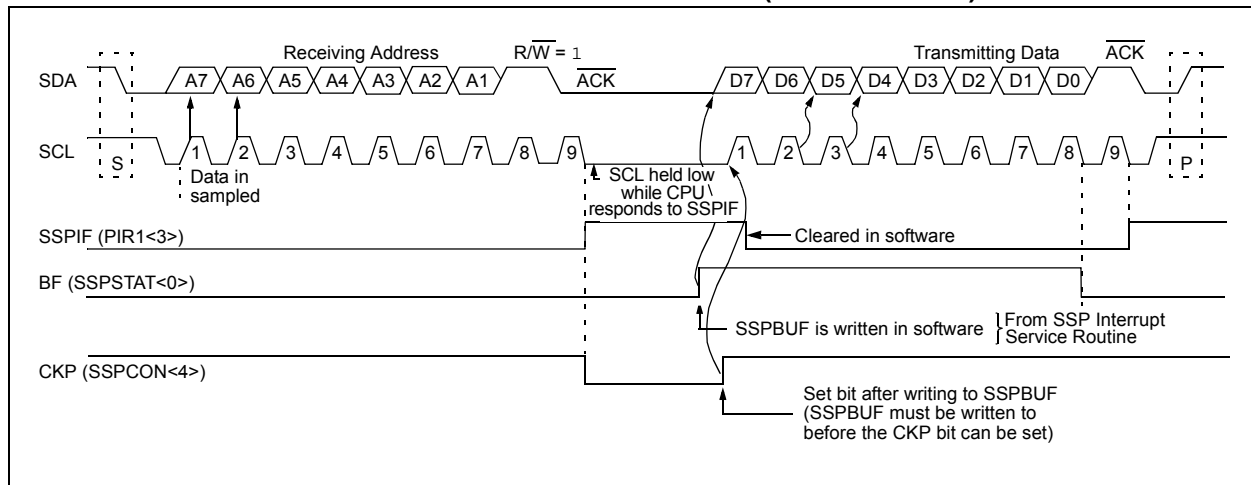 Receiving Address R/W = 1 Transmitting Data ACK
SDA A7 A6 A5 A4 A3 A2 A1 ACK D7 D6 D5 D4 D3 D2 D1 D0
SCL S 1 2 3 4 5 6 7 8 9 1 2 3 4 5 6 7 8 9 P
Data in
sampled
SCL held low
while CPU
responds to SSPIF
SSPIF (PIR1<3>)
Cleared in software
BF (SSPSTAT<0>)
SSPBUF is written in software
From SSP Interrupt
Service Routine
CKP (SSPCON<4>)
Set bit after writing to SSPBUF
(SSPBUF must be written to
before the CKP bit can be set)